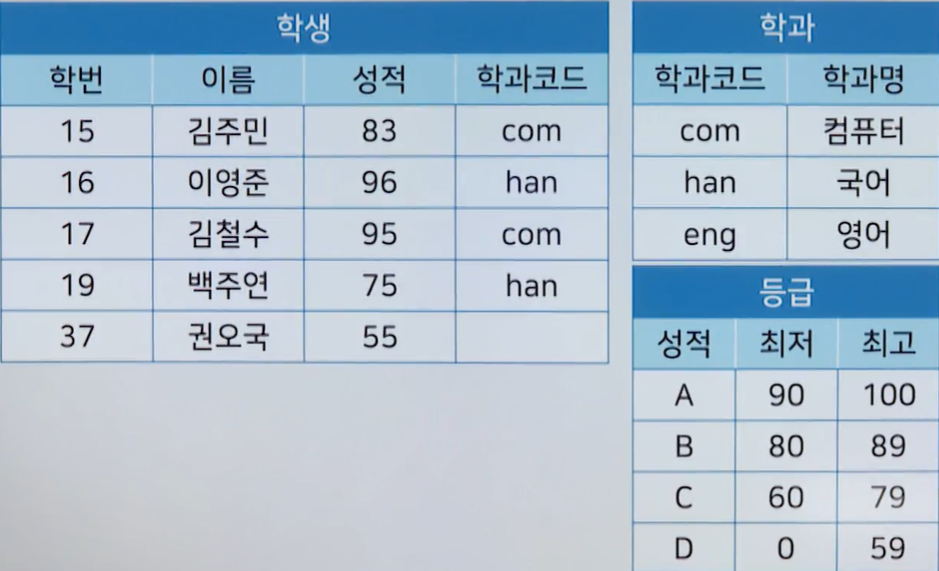 학생
학번 이름 성적 학과코드
15 김주민 83 com
16 이영준 96 han
17 김철수 95 com
19 백주연 75 han
37 권오국 55
학과
학과코드 학과명
com 컴퓨터
han 국어
eng 영어
등급
성적 최저 최고
A 90 100
B 80 89
C 60 79
D 0 59